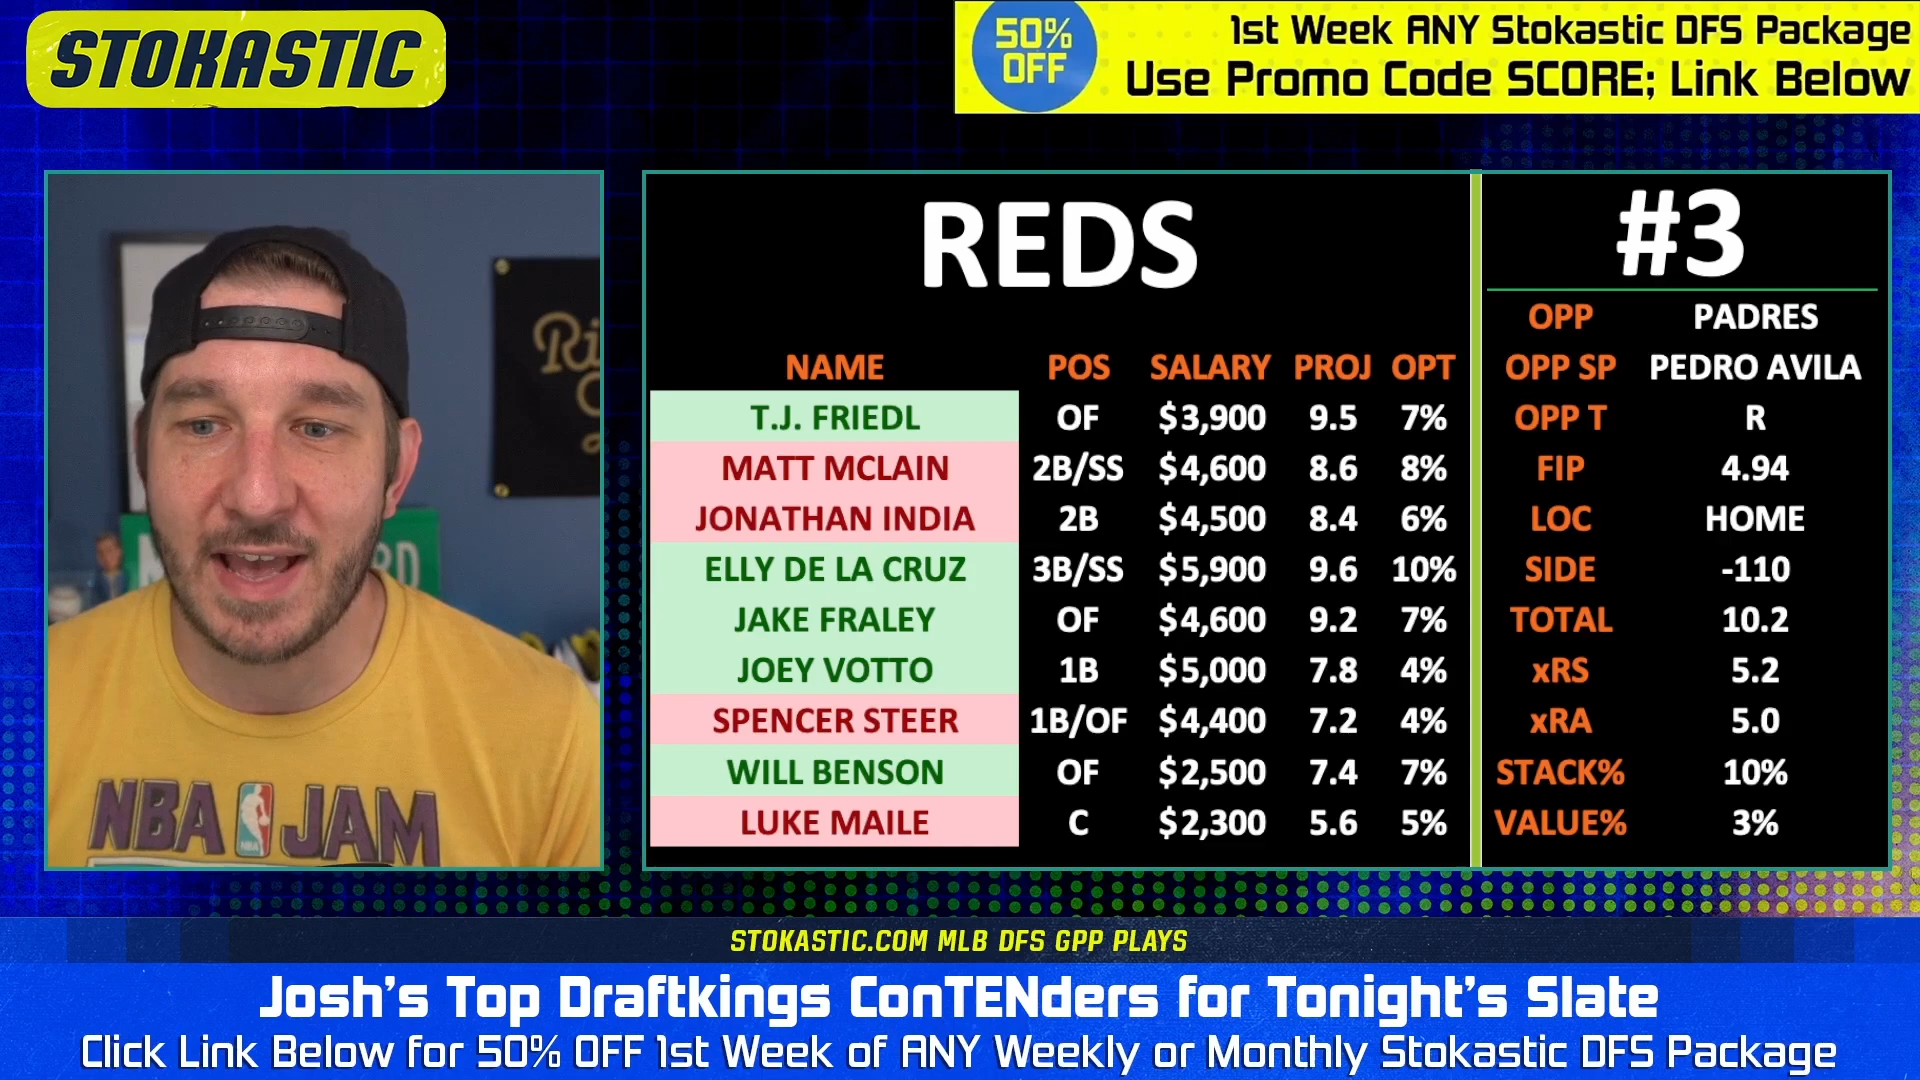 STOKASTIC
50% OFF
1st Week ANY Stokastic DFS Package
Use Promo Code SCORE; Link Below
REDS
#3
NAME POS SALARY PROJ OPT
T.J. FRIEDL OF $3,900 9.5 7%
MATT MCLAIN 2B/SS $4,600 8.6 8%
JONATHAN INDIA 2B $4,500 8.4 6%
ELLY DE LA CRUZ 3B/SS $5,900 9.6 10%
JAKE FRALEY OF $4,600 9.2 7%
JOEY VOTTO 1B $5,000 7.8 4%
SPENCER STEER 1B/OF $4,400 7.2 4%
WILL BENSON OF $2,500 7.4 7%
LUKE MAILE C $2,300 5.6 5%
OPP PADRES
OPP SP PEDRO AVILA
OPP T R
FIP 4.94
LOC HOME
SIDE -110
TOTAL 10.2
xRS 5.2
xRA 5.0
STACK% 10%
VALUE% 3%
Ri
NBA JAM
NBA
STOKASTIC.COM MLB DFS GPP PLAYS
Josh's Top Draftkings ConTENders for Tonight's Slate
Click Link Below for 50% OFF 1st Week of ANY Weekly or Monthly Stokastic DFS Package